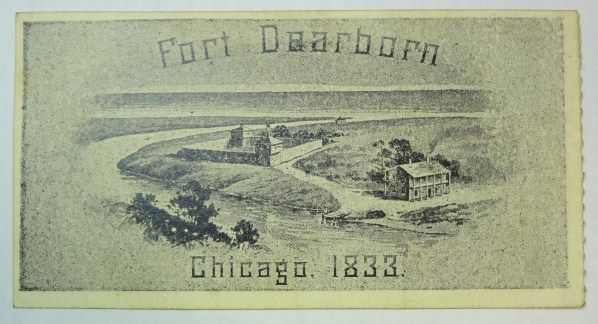 Fort Dearborn
Chicago. 1833.